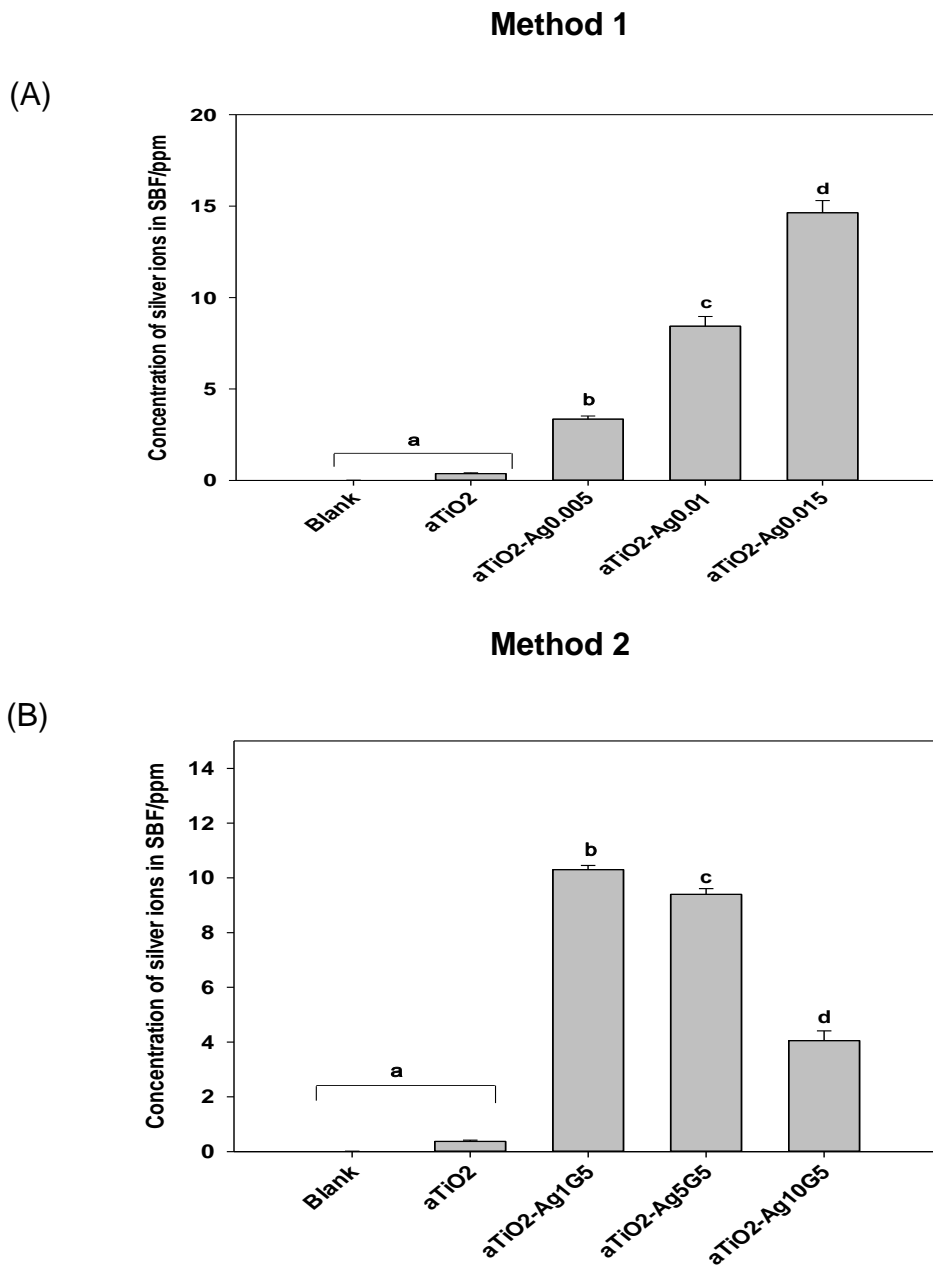 Method 1
(A)
Concentration of silver ions in SBF/ppm
20
15
10
5
0
a
b
c
d
Blank
aTiO2
aTiO2-Ag0.005
aTiO2-Ag0.01
aTiO2-Ag0.015
Method 2
(B)
Concentration of silver ions in SBF/ppm
14
12
10
8
6
4
2
0
a
b
c
d
Blank
aTiO2
aTiO2-Ag1G5
aTiO2-Ag5G5
aTiO2-Ag10G5